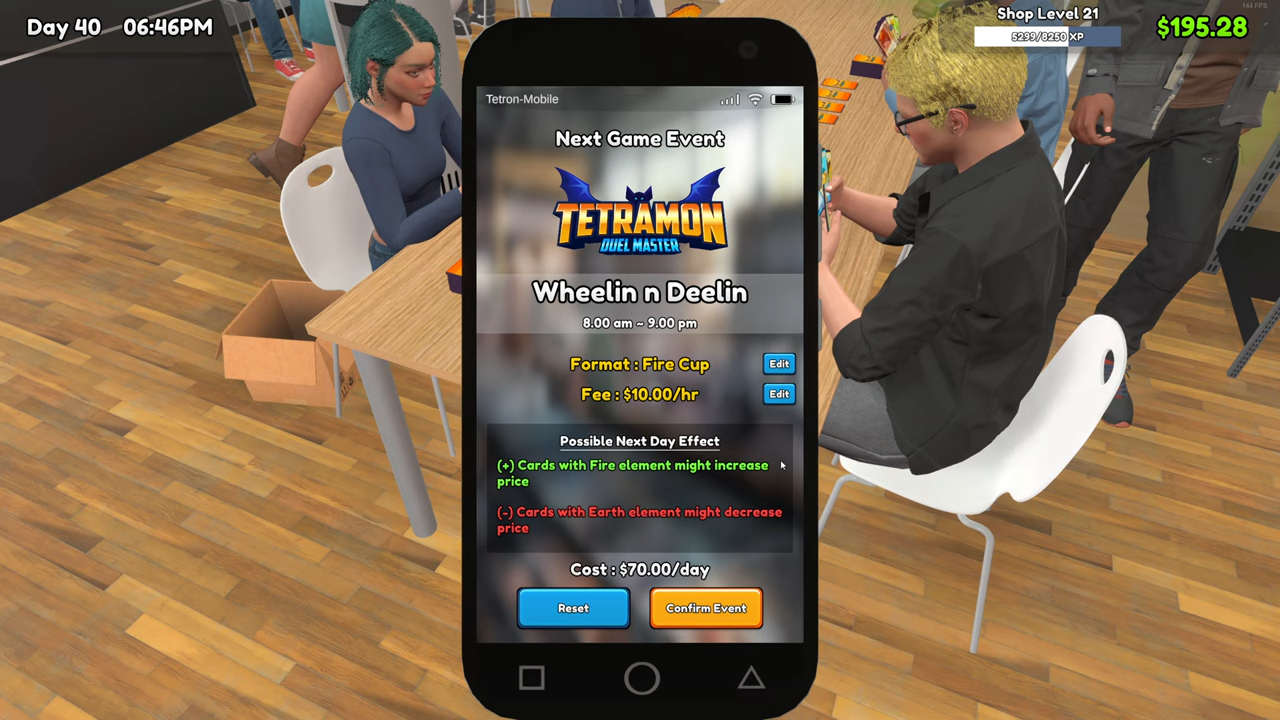 144 FPS
Day 40 06:46PM
Shop Level 21
5299/8250 XP
$195.28
Tetron-Mobile
Next Game Event
TETRAMON
DUEL MASTER
Wheelin n Deelin
8.00 am ~ 9.00 pm
Format : Fire Cup
Edit
Fee : $10.00/hr
Edit
Possible Next Day Effect
(+) Cards with Fire element might increase
price
(-) Cards with Earth element might decrease
price
Cost : $70.00/day
Reset
Confirm Event